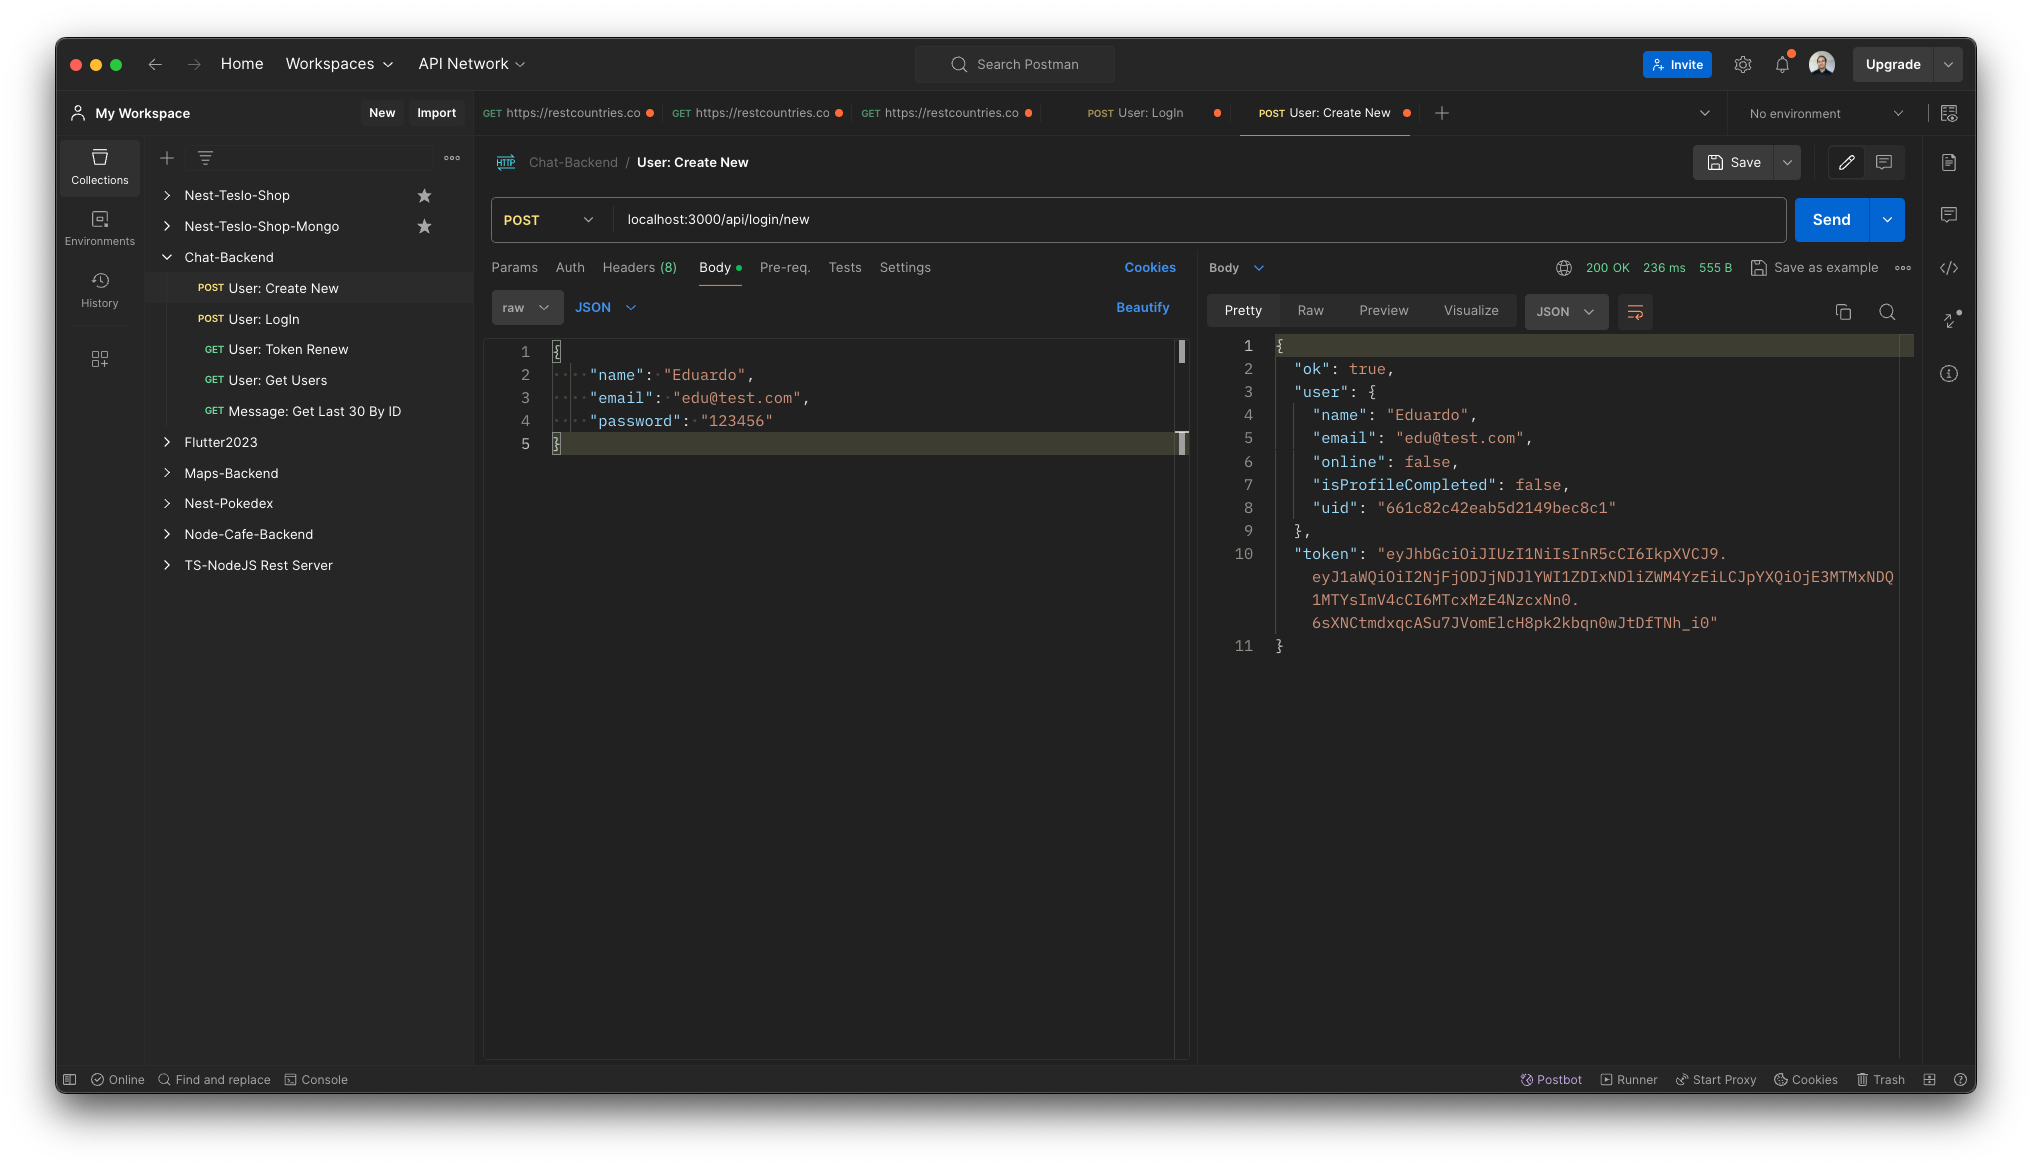 Home Workspaces API Network Search Postman Invite Upgrade
My Workspace New Import
GET https://restcountries.co GET https://restcountries.co GET https://restcountries.co POST User: LogIn POST User: Create New No environment
Collections
Environments
History
Nest-Teslo-Shop
Nest-Teslo-Shop-Mongo
Chat-Backend
POST User: Create New
POST User: LogIn
GET User: Token Renew
GET User: Get Users
GET Message: Get Last 30 By ID
Flutter2023
Maps-Backend
Nest-Pokedex
Node-Cafe-Backend
TS-NodeJS Rest Server
HTTP Chat-Backend / User: Create New Save
POST localhost:3000/api/login/new Send
Params Auth Headers (8) Body Pre-req. Tests Settings Cookies
raw JSON Beautify
1 {
2 "name": "Eduardo",
3 "email": "edu@test.com",
4 "password": "123456"
5 }
Body 200 OK 236 ms 555 B Save as example
Pretty Raw Preview Visualize JSON
1 {
2 "ok": true,
3 "user": {
4 "name": "Eduardo",
5 "email": "edu@test.com",
6 "online": false,
7 "isProfileCompleted": false,
8 "uid": "661c82c42eab5d2149bec8c1"
9 },
10 "token": "eyJhbGciOiJIUzI1NiIsInR5cCI6IkpXVCJ9.
eyJ1aWQiOiI2NjFjODJjNDJlYWI1ZDIxNDliZWM4YzEiLCJpYXQiOjE3MTMxNDQ
1MTYsImV4cCI6MTcxMzE4NzcxNn0.
6sXNCtmdxqcASu7JVomElcH8pk2kbqn0wJtDfTNh_i0"
11 }
Online Find and replace Console Postbot Runner Start Proxy Cookies Trash